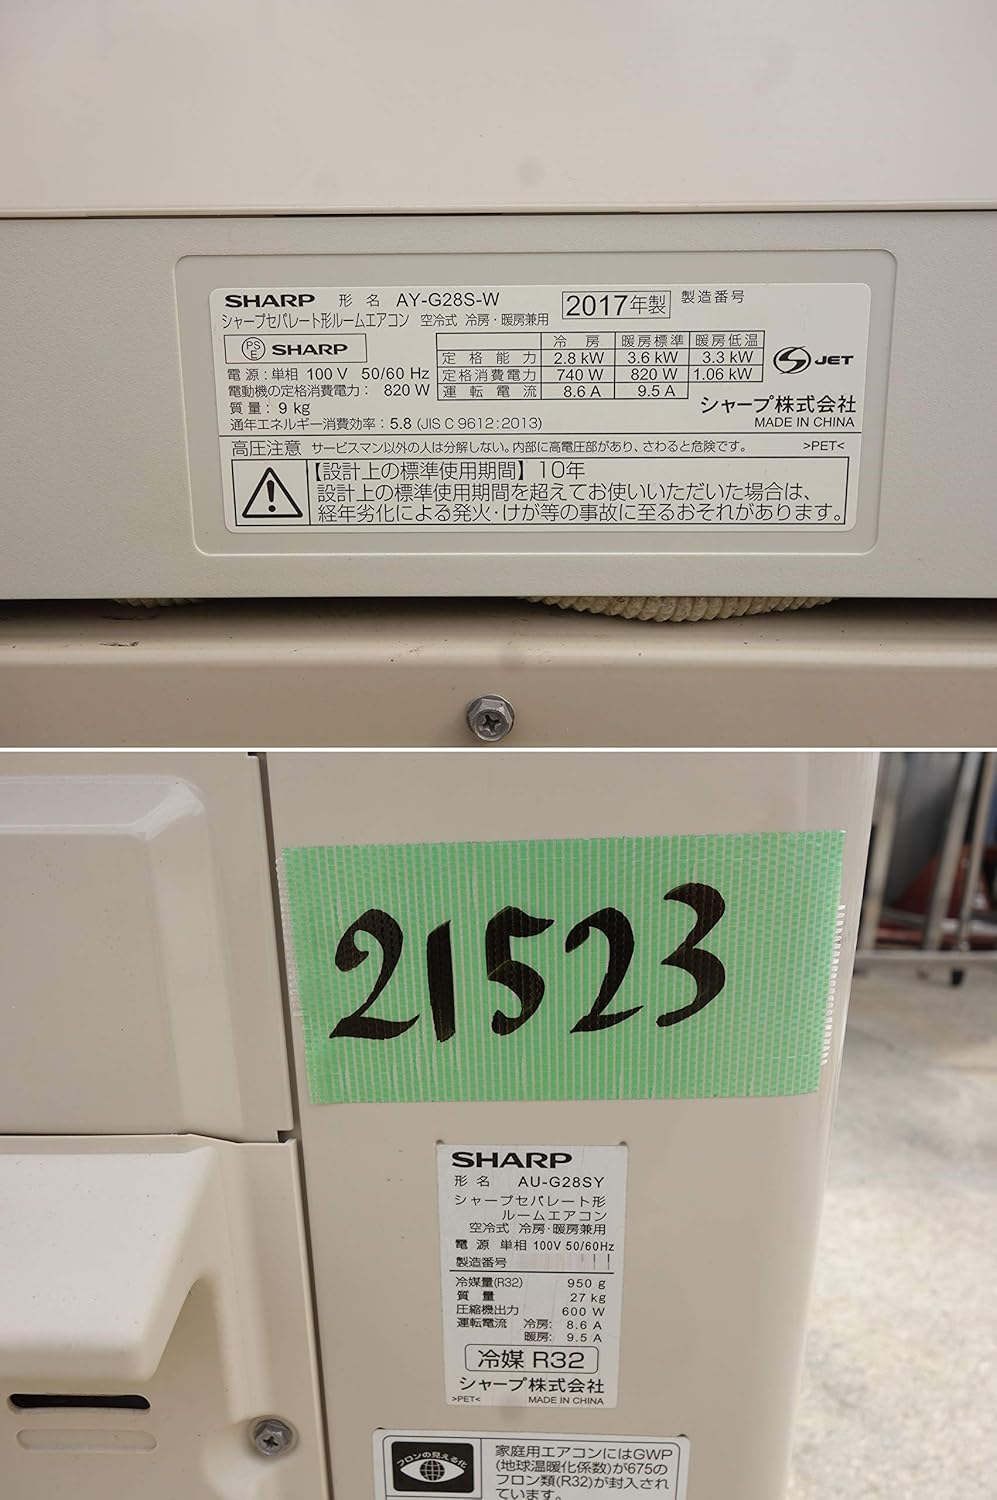 SHARP 形名 AY-G28S-W 2017年製 製造番号
シャープセパレート形ルームエアコン 空冷式 冷房・暖房兼用
PS E SHARP
冷房 暖房標準 暖房低温
定格能力 2.8 kW 3.6 kW 3.3 kW
定格消費電力 740 W 820 W 1.06 kW
運転電流 8.6 A 9.5 A
S JET
電源:単相 100 V 50/60 Hz
電動機の定格消費電力: 820 W
質量: 9 kg
通年エネルギー消費効率: 5.8 (JIS C 9612:2013)
シャープ株式会社
MADE IN CHINA
高圧注意 サービスマン以外の人は分解しない。内部に高電圧部があり、さわると危険です。 >PET<
【設計上の標準使用期間】10年
設計上の標準使用期間を超えてお使いいただいた場合は、
経年劣化による発火・けが等の事故に至るおそれがあります。
21523
SHARP
形名 AU-G28SY
シャープセパレート形
ルームエアコン
空冷式 冷房・暖房兼用
電源 単相 100V 50/60Hz
製造番号
冷媒量(R32) 950 g
質量 27 kg
圧縮機出力 600 W
運転電流 冷房: 8.6 A
暖房: 9.5 A
冷媒 R32
シャープ株式会社
>PET< MADE IN CHINA
フロンの見える化
家庭用エアコンにはGWP
(地球温暖化係数)が675の
フロン類(R32)が封入され
ています。